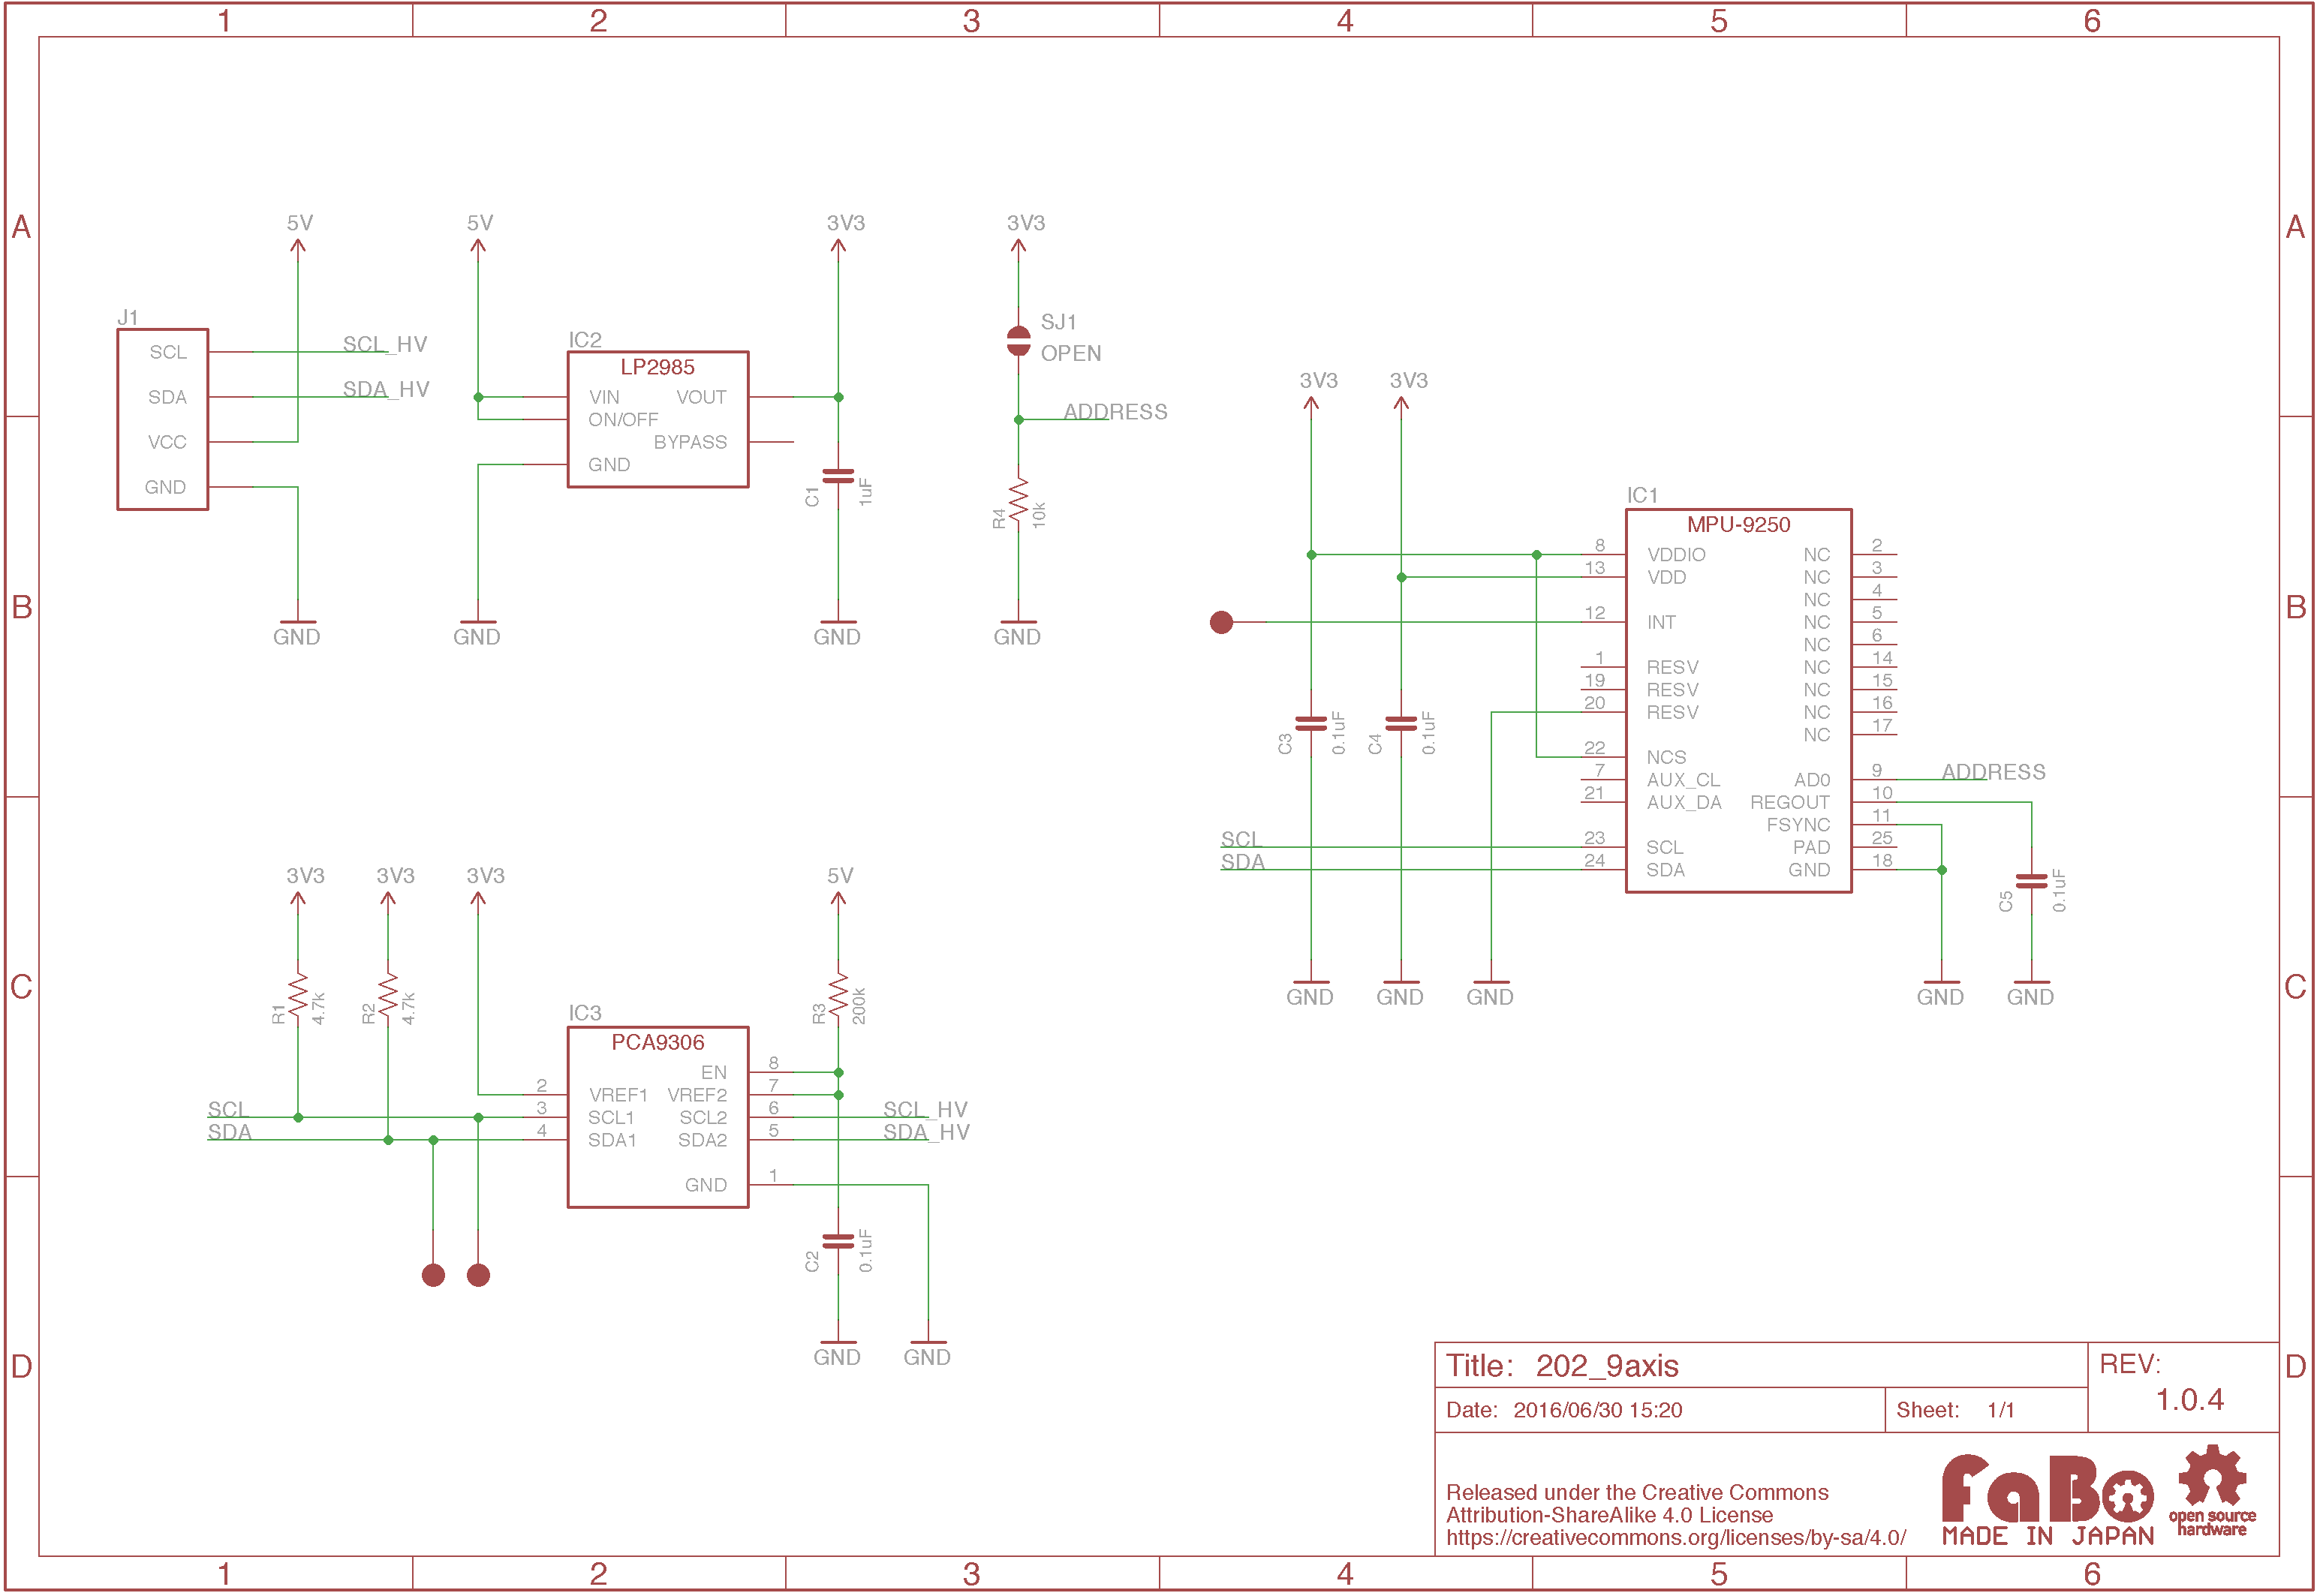 1 2 3 4 5 6
A A
B B
C C
D D
5V
5V
3V3
3V3
J1
SCL
SDA
VCC
GND
SCL_HV
SDA_HV
GND
IC2
LP2985
VIN
ON/OFF
GND
VOUT
BYPASS
GND
C1
1uF
GND
SJ1
OPEN
ADDRESS
R4
10k
GND
3V3
3V3
IC1
MPU-9250
8 VDDIO
13 VDD
12 INT
1 RESV
19 RESV
20 RESV
22 NCS
7 AUX_CL
21 AUX_DA
23 SCL
24 SDA
NC 2
NC 3
NC 4
NC 5
NC 6
NC 14
NC 15
NC 16
NC 17
AD0 9
REGOUT 10
FSYNC 11
PAD 25
GND 18
ADDRESS
SCL
SDA
C3
0.1uF
C4
0.1uF
C5
0.1uF
GND
GND
GND
GND
GND
3V3
3V3
3V3
5V
R1
4.7k
R2
4.7k
R3
200k
IC3
PCA9306
SCL
SDA
2 VREF1
3 SCL1
4 SDA1
EN 8
VREF2 7
SCL2 6
SDA2 5
GND 1
SCL_HV
SDA_HV
C2
0.1uF
GND
GND
Title: 202_9axis
REV:
1.0.4
Date: 2016/06/30 15:20
Sheet: 1/1
Released under the Creative Commons
Attribution-ShareAlike 4.0 License
https://creativecommons.org/licenses/by-sa/4.0/
FaBo
MADE IN JAPAN
open source
hardware
1 2 3 4 5 6